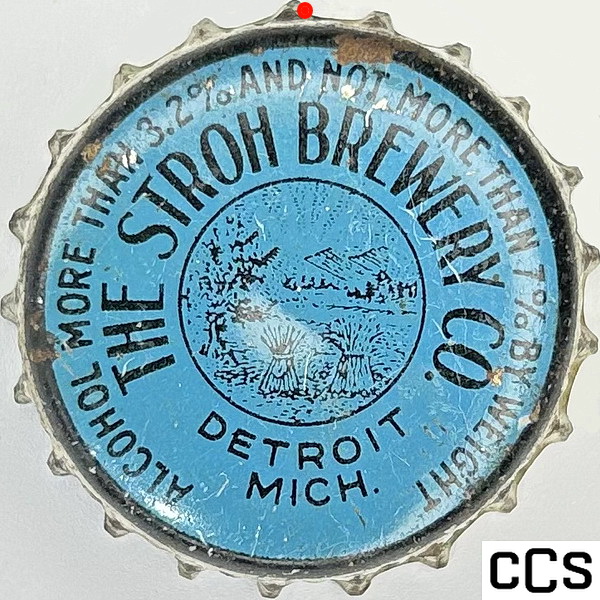 ALCOHOL MORE THAN 3.2% AND NOT MORE THAN 7% BY WEIGHT
THE STROH BREWERY CO.
DETROIT
MICH.
CCS